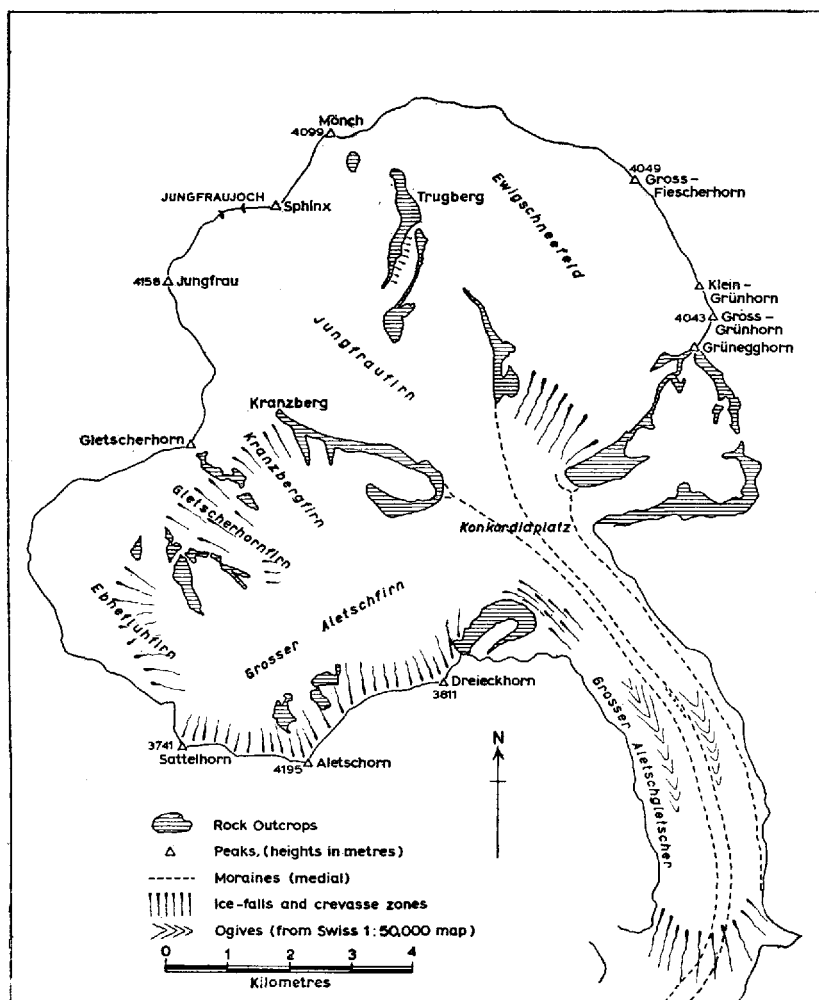 Mönch
4099
4049
Gross-
Fiescherhorn
Ewigschneefeld
Trugberg
JUNGFRAUJOCH
Sphinx
4158
Jungfrau
Klein-
Grünhorn
4043
Gross-
Grünhorn
Grünegghorn
Jungfraufirn
Kranzberg
Gletscherhorn
Kranzbergfirn
Gletscherhornfirn
Konkordiaplatz
Ebnefluhfirn
Grosser Aletschfirn
Dreieckhorn
3811
Grosser Aletschgletscher
3741
Sattelhorn
4195
Aletschorn
N
Rock Outcrops
Peaks, (heights in metres)
Moraines (medial)
Ice-falls and crevasse zones
Ogives (from Swiss 1:50,000 map)
0 1 2 3 4
Kilometres